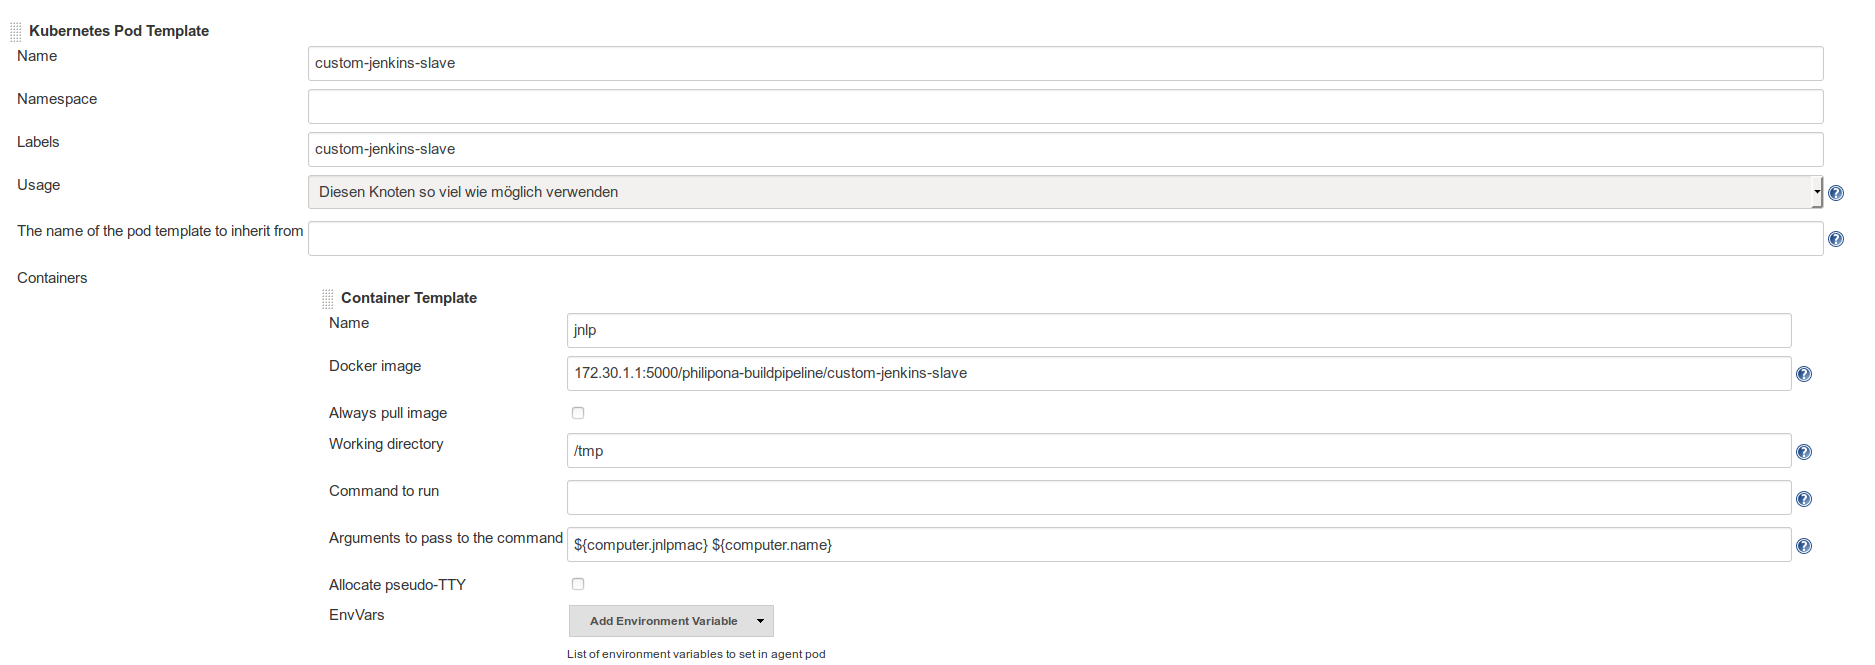 Kubernetes Pod Template
Name
custom-jenkins-slave
Namespace
Labels
custom-jenkins-slave
Usage
Diesen Knoten so viel wie möglich verwenden
The name of the pod template to inherit from
Containers
Container Template
Name
jnlp
Docker image
172.30.1.1:5000/philipona-buildpipeline/custom-jenkins-slave
Always pull image
Working directory
/tmp
Command to run
Arguments to pass to the command
${computer.jnlpmac} ${computer.name}
Allocate pseudo-TTY
EnvVars
Add Environment Variable
List of environment variables to set in agent pod